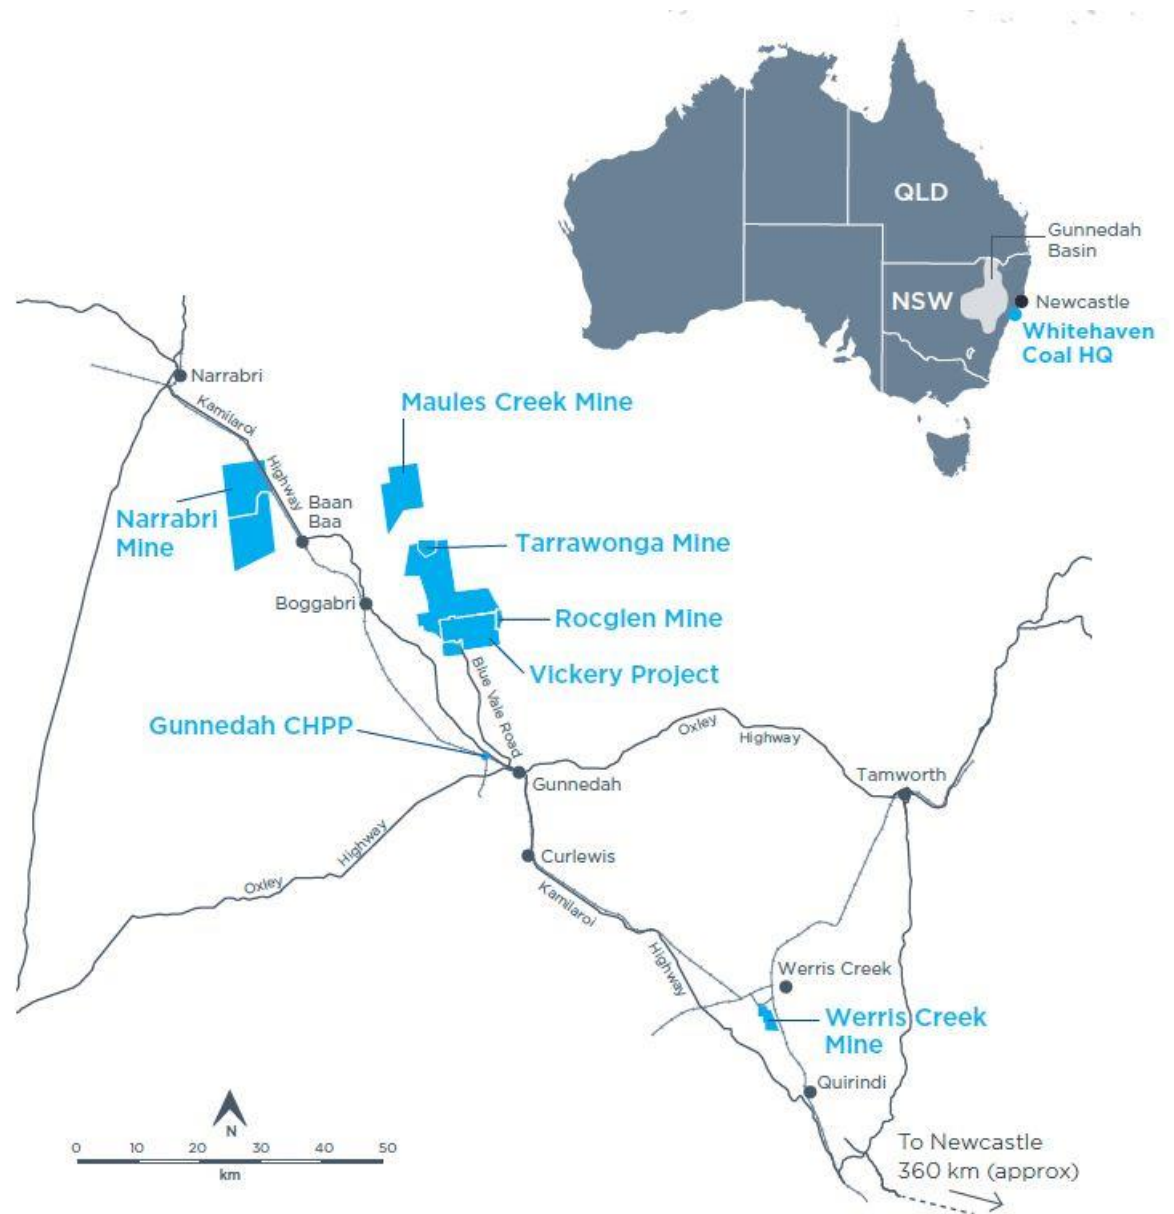 QLD
Gunnedah
Basin
NSW
Newcastle
Whitehaven
Coal HQ
Narrabri
Kamilaroi
Highway
Maules Creek Mine
Narrabri
Mine
Baan
Baa
Tarrawonga Mine
Boggabri
Rocglen Mine
Vickery Project
Blue Vale Road
Gunnedah CHPP
Oxley
Highway
Gunnedah
Tamworth
Highway
Oxley
Curlewis
Kamilaroi
Highway
Werris Creek
Werris Creek
Mine
Quirindi
N
0 10 20 30 40 50
km
To Newcastle
360 km (approx)